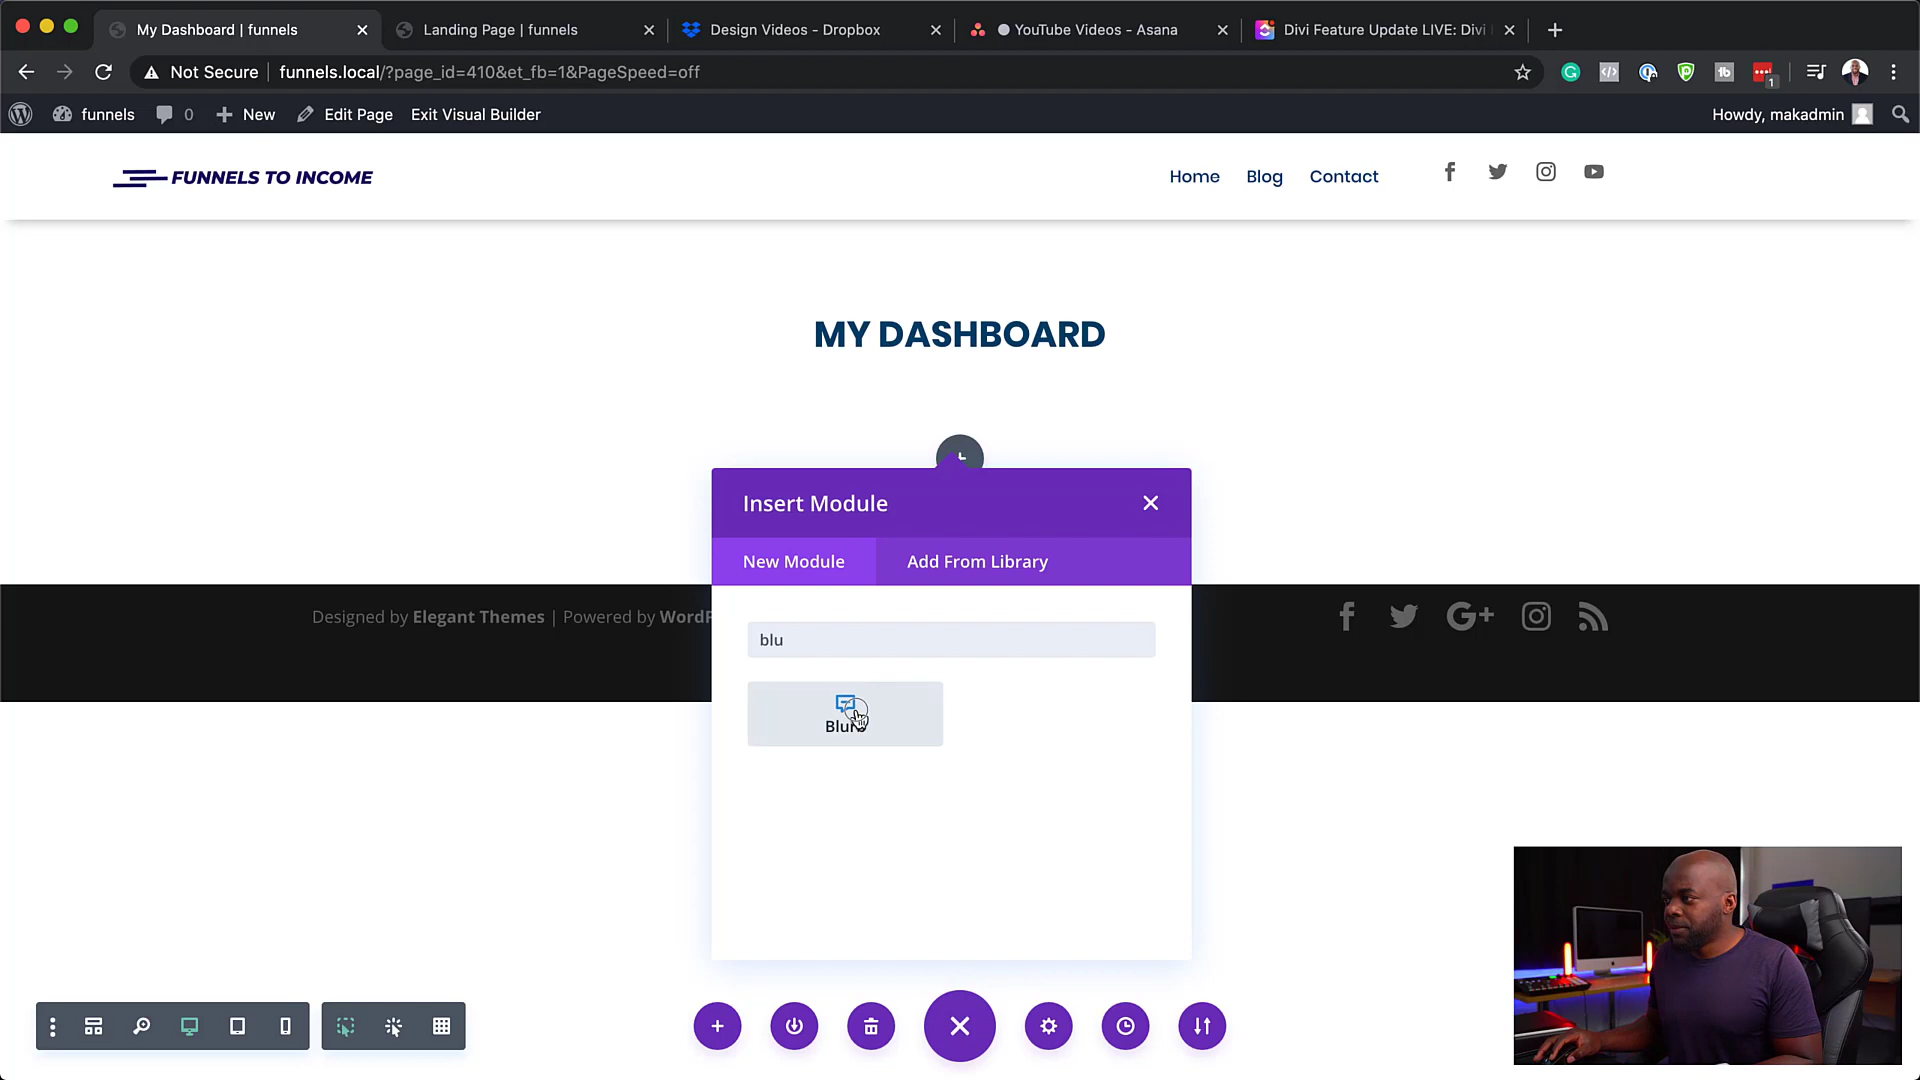 My Dashboard | funnels
Landing Page | funnels
Design Videos - Dropbox
YouTube Videos - Asana
Divi Feature Update LIVE: Divi
Not Secure
funnels.local/?page_id=410&et_fb=1&PageSpeed=off
1
funnels
0
New
Edit Page
Exit Visual Builder
Howdy, makadmin
FUNNELS TO INCOME
Home
Blog
Contact
MY DASHBOARD
Insert Module
New Module
Add From Library
Designed by Elegant Themes | Powered by WordP
blu
Blurb